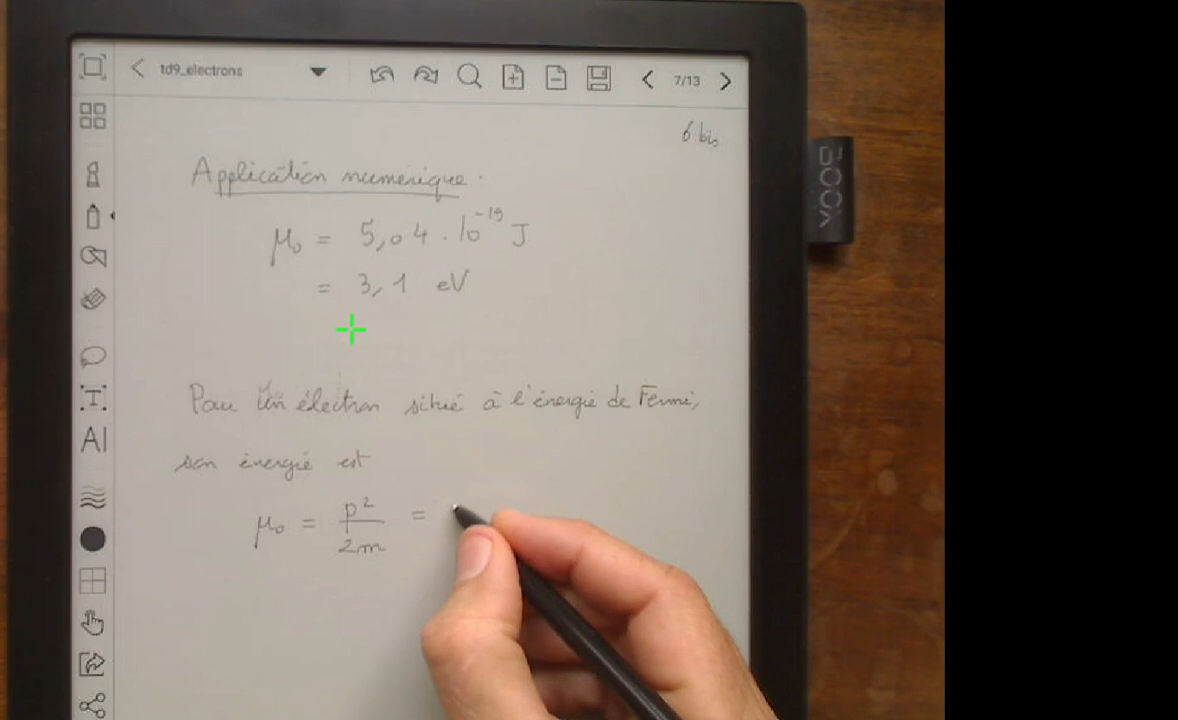 td9_electrons
7/13
6 bis
Application numérique.
μ₀ = 5,04 . 10⁻¹⁹ J
= 3,1 eV
Pour un électron situé à l'énergie de Fermi,
son énergie est
μ₀ = p²/2m =
AI
BOOX